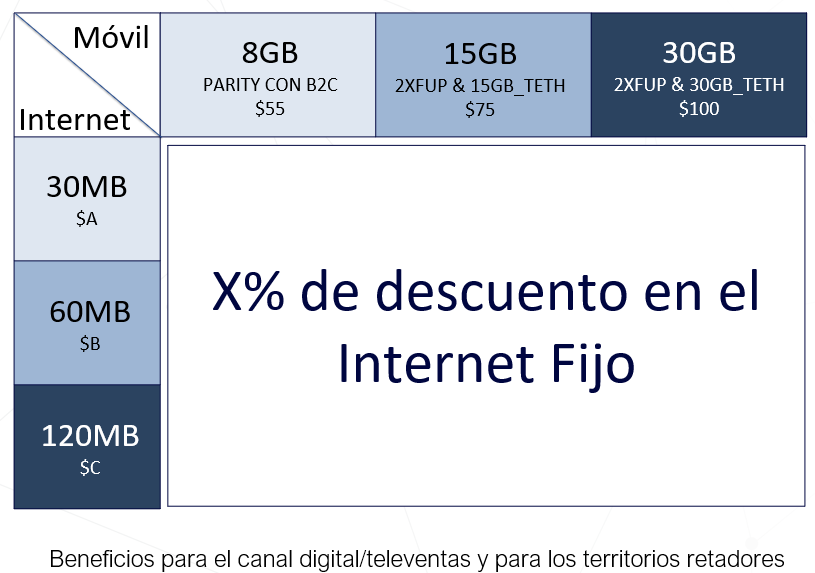 Móvil
Internet
8GB
PARITY CON B2C
$55
15GB
2XFUP & 15GB_TETH
$75
30GB
2XFUP & 30GB_TETH
$100
30MB
$A
60MB
$B
120MB
$C
X% de descuento en el
Internet Fijo
Beneficios para el canal digital/televentas y para los territorios retadores